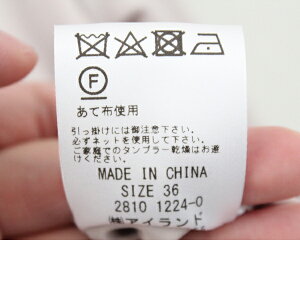 F
あて布使用
引っ掛けには御注意下さい。
必ずネットを使用して下さい。
ご家庭でのタンブラー乾燥はお避
けください。
MADE IN CHINA
SIZE 36
2810 1224-0
㈱アイランド